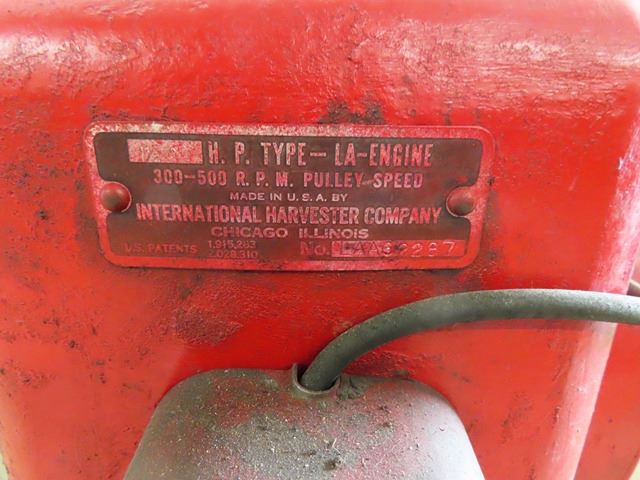 H. P. TYPE — LA-ENGINE
300-500 R. P. M. PULLEY SPEED
MADE IN U.S.A. BY
INTERNATIONAL HARVESTER COMPANY
CHICAGO ILLINOIS
U.S. PATENTS 1,915,283
2,028,310
No.